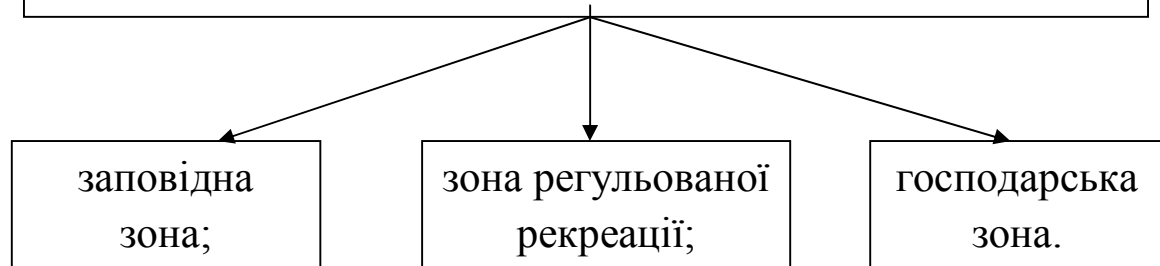 заповідна
зона;
зона регульованої
рекреації;
господарська
зона.